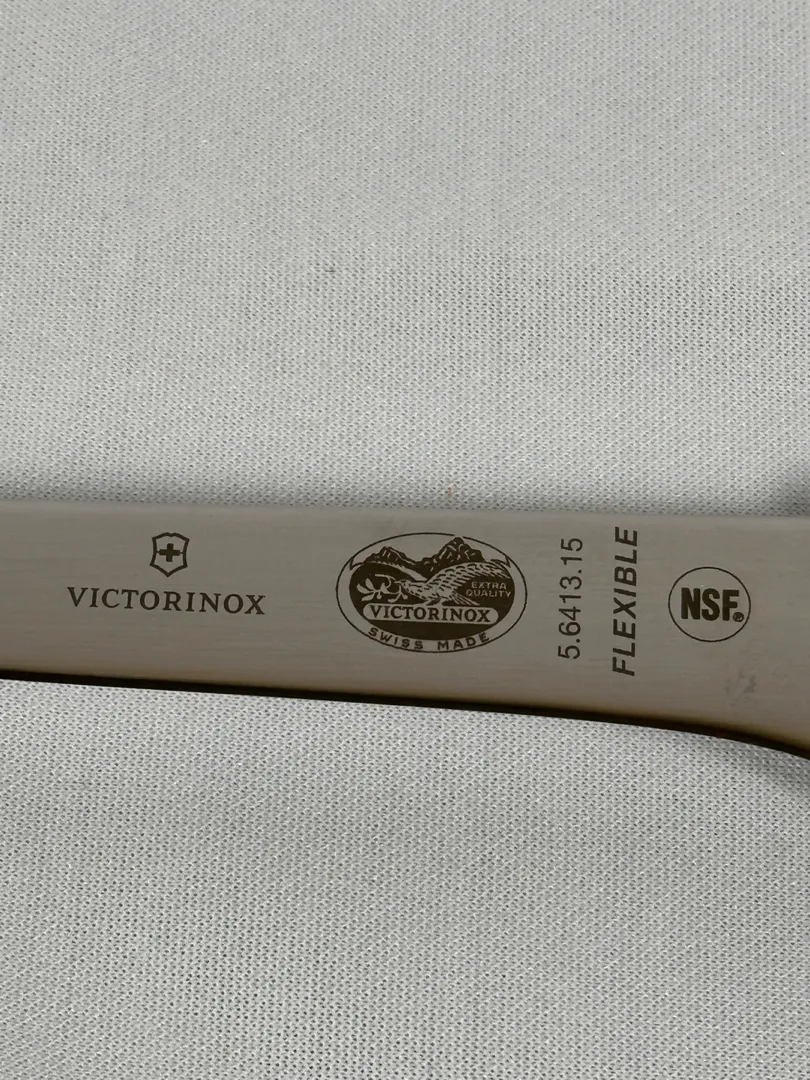 VICTORINOX
EXTRA
QUALITY
VICTORINOX
SWISS MADE
5.6413.15
FLEXIBLE
NSF®